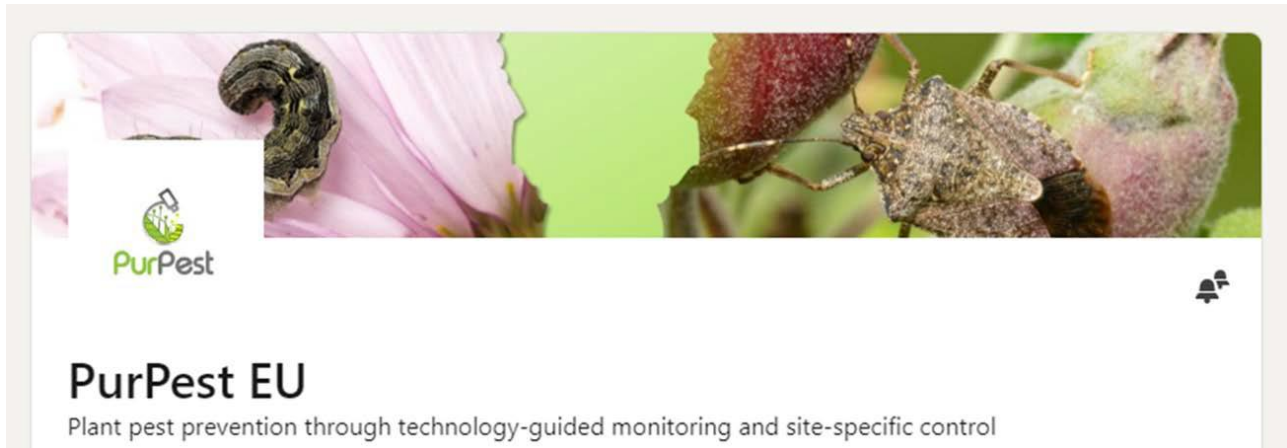 PurPest
PurPest EU
Plant pest prevention through technology-guided monitoring and site-specific control